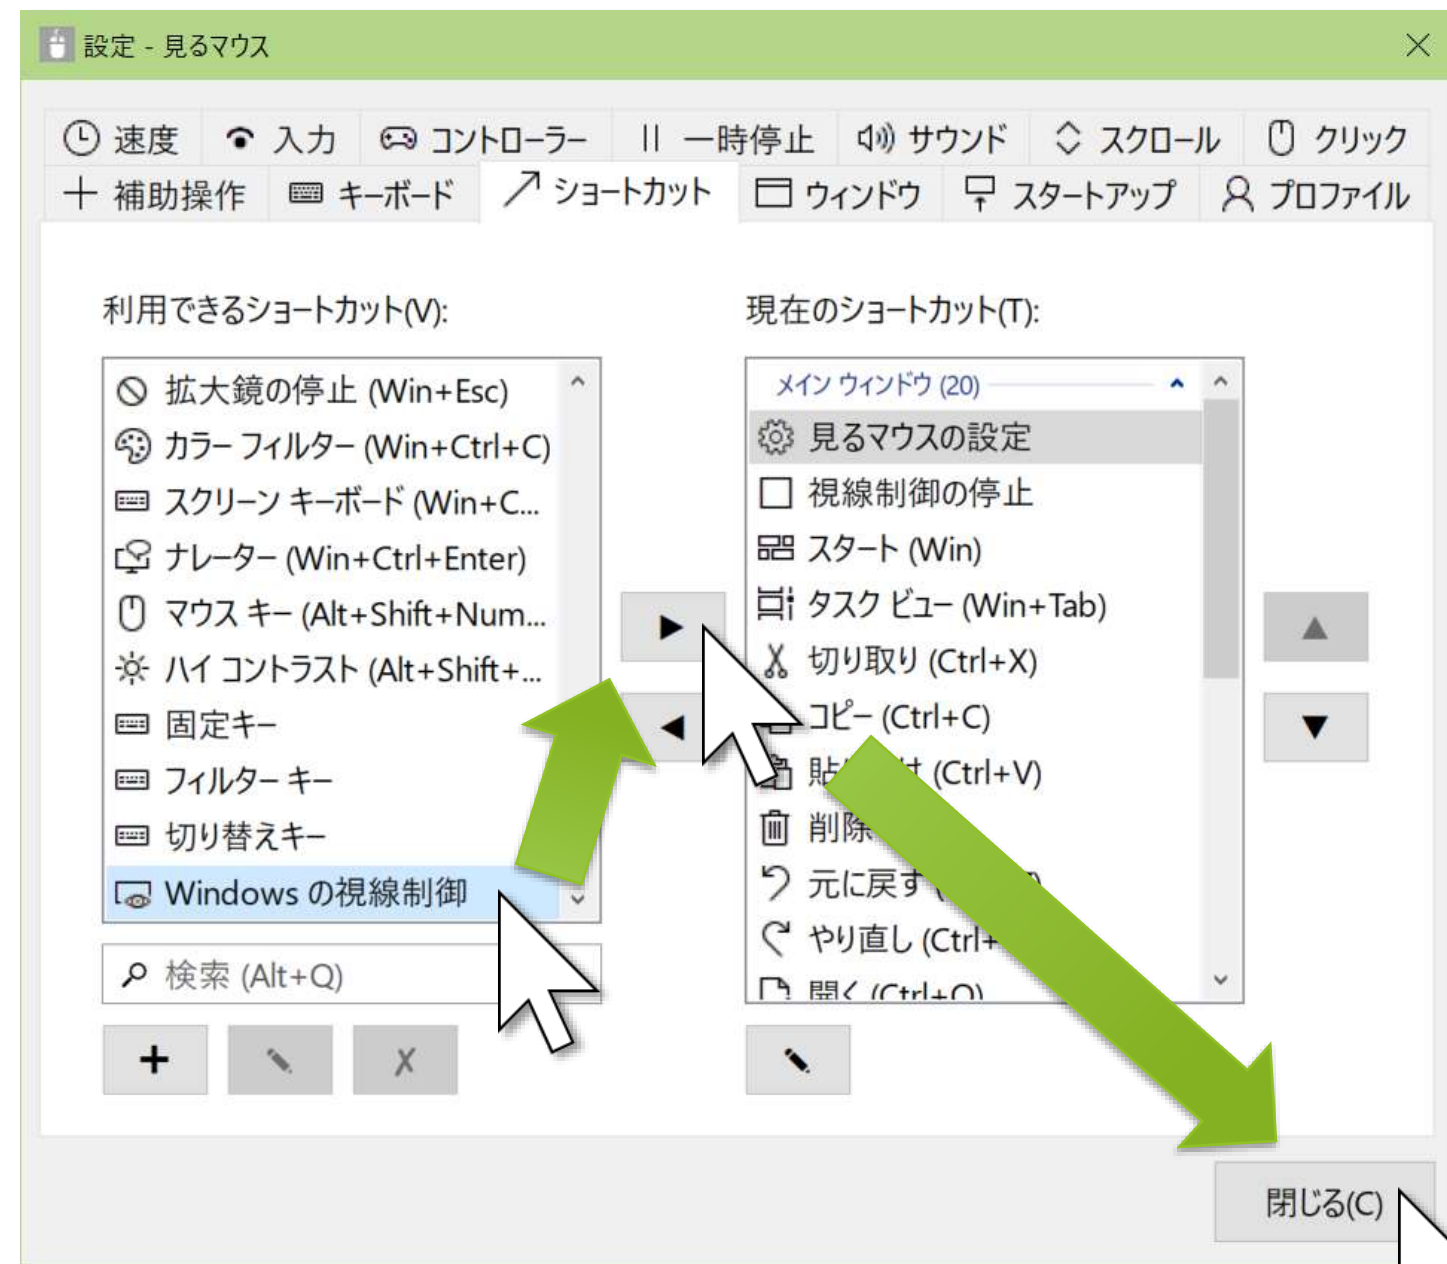 設定 - 見るマウス
速度 入力 コントローラー 一時停止 サウンド スクロール クリック
補助操作 キーボード ショートカット ウィンドウ スタートアップ プロファイル
利用できるショートカット(V):
拡大鏡の停止 (Win+Esc)
カラー フィルター (Win+Ctrl+C)
スクリーン キーボード (Win+C...
ナレーター (Win+Ctrl+Enter)
マウス キー (Alt+Shift+Num...
ハイ コントラスト (Alt+Shift+...
固定キー
フィルター キー
切り替えキー
Windows の視線制御
検索 (Alt+Q)
現在のショートカット(T):
メイン ウィンドウ (20)
見るマウスの設定
視線制御の停止
スタート (Win)
タスク ビュー (Win+Tab)
切り取り (Ctrl+X)
コピー (Ctrl+C)
(Ctrl+V)
削除
元に戻す (
やり直し (Ctrl+
開く (Ctrl+O)
閉じる(C)